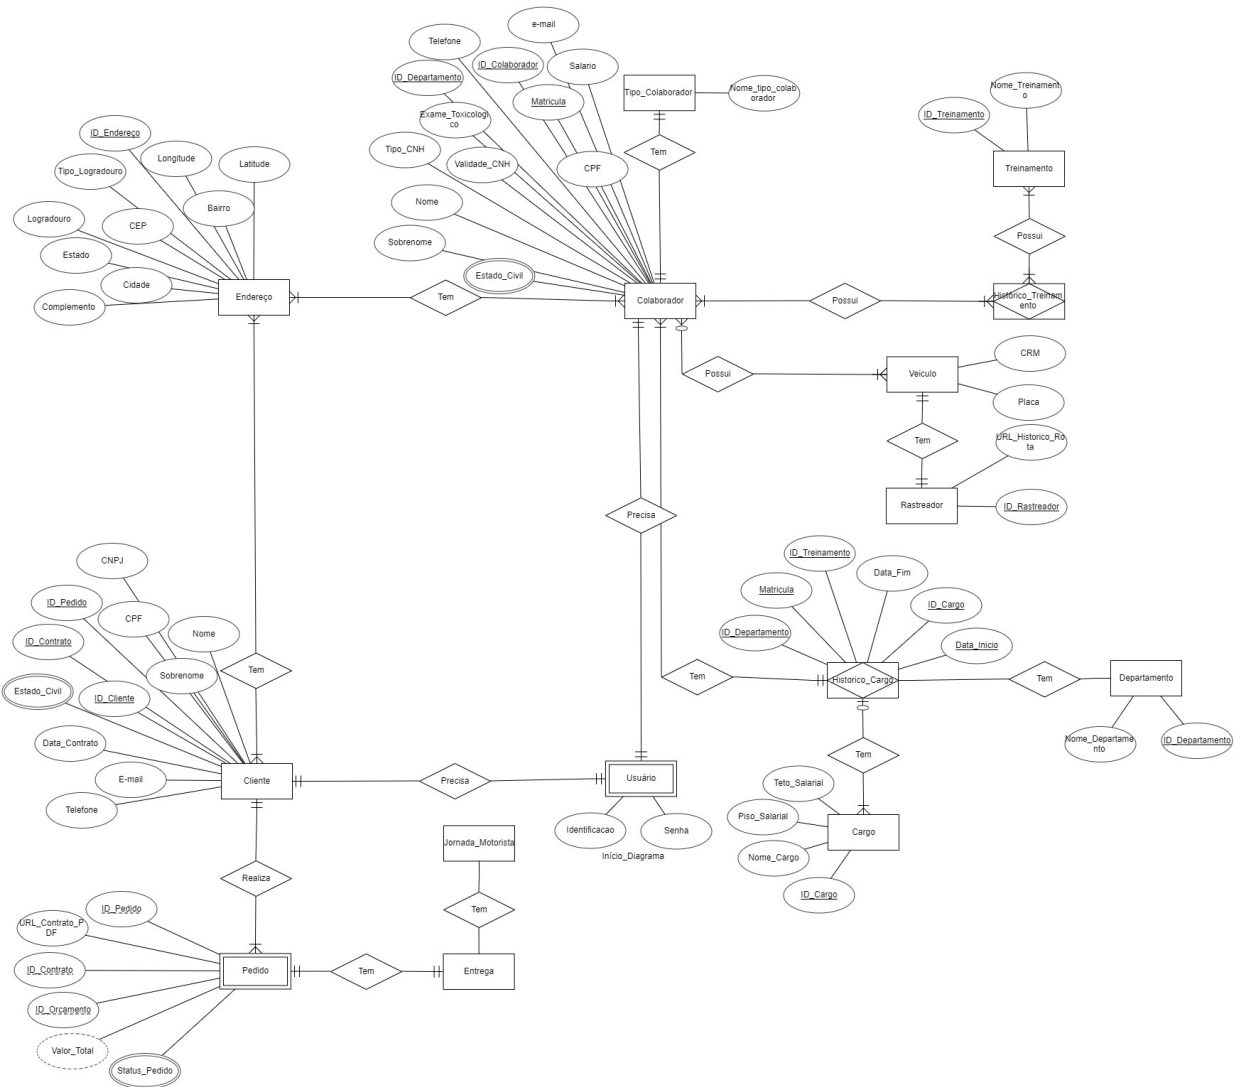 e-mail
Telefone
ID_Colaborador
Salario
ID_Departamento
Matricula
Exame_Toxicologi
co
Tipo_CNH
Validade_CNH
CPF
Nome
Sobrenome
Estado_Civil
Tipo_Colaborador
Nome_tipo_colab
orador
Tem
Nome_Treinament
o
ID_Treinamento
Treinamento
Possui
ID_Endereço
Longitude
Latitude
Tipo_Logradouro
Bairro
Logradouro
CEP
Estado
Cidade
Complemento
Endereço
Tem
Colaborador
Possui
Histórico_Treinam
ento
Possui
Veiculo
CRM
Placa
Tem
URL_Historico_Ro
ta
Rastreador
ID_Rastreador
Precisa
CNPJ
ID_Pedido
CPF
Nome
ID_Contrato
Sobrenome
Estado_Civil
ID_Cliente
Data_Contrato
E-mail
Telefone
Tem
Cliente
Precisa
Usuário
Identificacao
Senha
Início_Diagrama
ID_Treinamento
Data_Fim
Matricula
ID_Cargo
ID_Departamento
Data_Inicio
Tem
Historico_Cargo
Tem
Departamento
Nome_Departame
nto
ID_Departamento
Tem
Teto_Salarial
Piso_Salarial
Cargo
Nome_Cargo
ID_Cargo
Jornada_Motorista
Realiza
Tem
ID_Pedido
URL_Contrato_P
DF
ID_Contrato
Pedido
Tem
Entrega
ID_Orçamento
Valor_Total
Status_Pedido